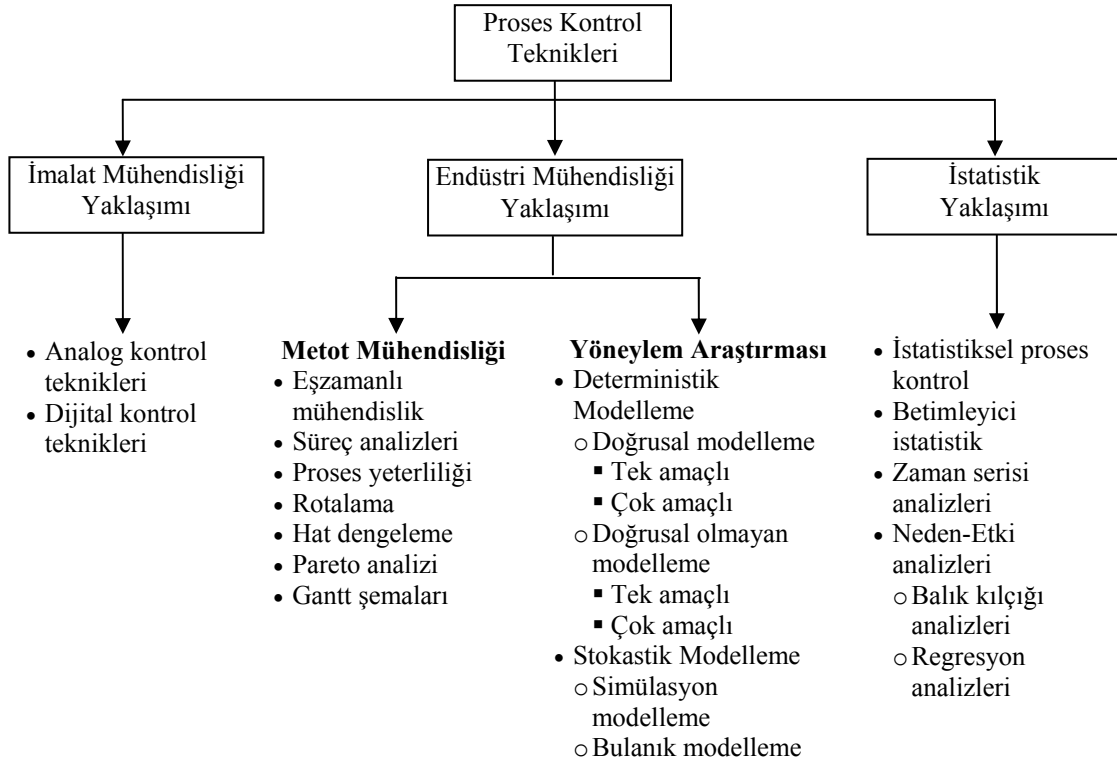 Proses Kontrol
Teknikleri
İmalat Mühendisliği
Yaklaşımı
Endüstri Mühendisliği
Yaklaşımı
İstatistik
Yaklaşımı
• Analog kontrol
teknikleri
• Dijital kontrol
teknikleri
Metot Mühendisliği
• Eşzamanlı
mühendislik
• Süreç analizleri
• Proses yeterliliği
• Rotalama
• Hat dengeleme
• Pareto analizi
• Gantt şemaları
Yöneylem Araştırması
• Deterministik
Modelleme
o Doğrusal modelleme
▪ Tek amaçlı
▪ Çok amaçlı
o Doğrusal olmayan
modelleme
▪ Tek amaçlı
▪ Çok amaçlı
• Stokastik Modelleme
o Simülasyon
modelleme
o Bulanık modelleme
• İstatistiksel proses
kontrol
• Betimleyici
istatistik
• Zaman serisi
analizleri
• Neden-Etki
analizleri
o Balık kılçığı
analizleri
o Regresyon
analizleri